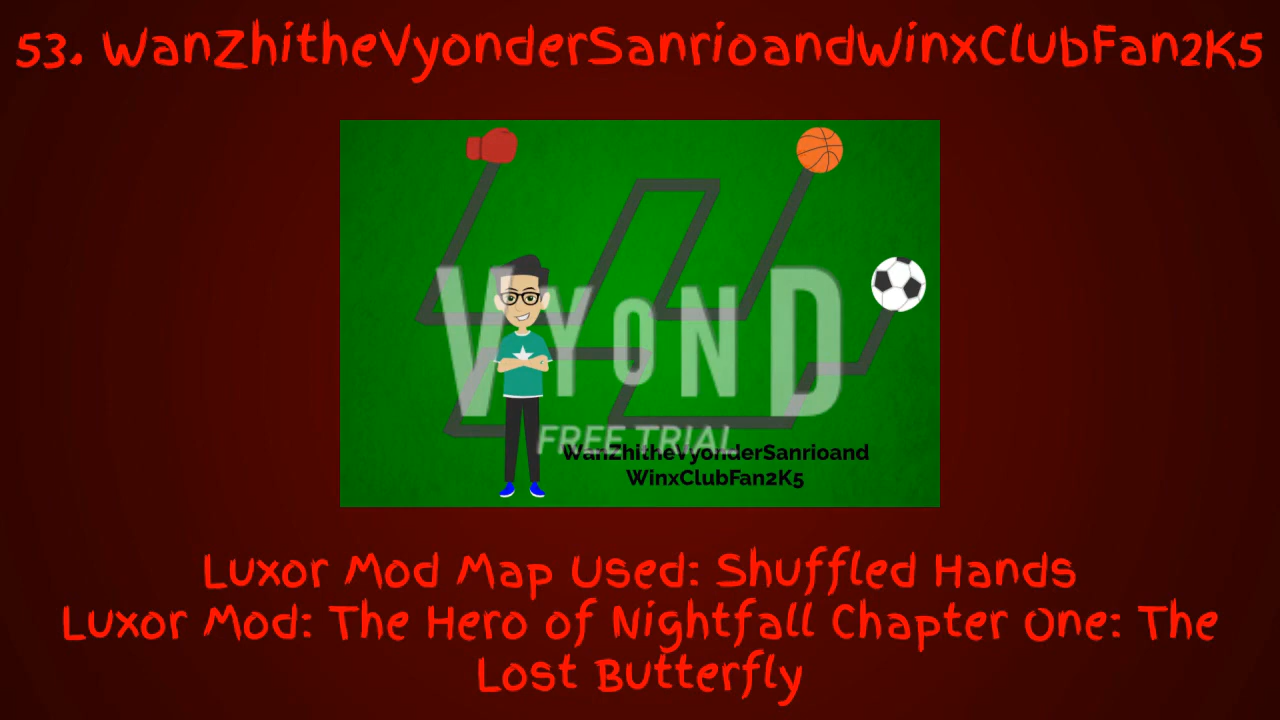 53. WanZhitheVyonderSanrioandWinxClubFan2K5
VYOND
FREE TRIAL
WanZhitheVyonderSanrioand
WinxClubFan2K5
Luxor Mod Map Used: Shuffled Hands
Luxor Mod: The Hero of Nightfall Chapter One: The
Lost Butterfly